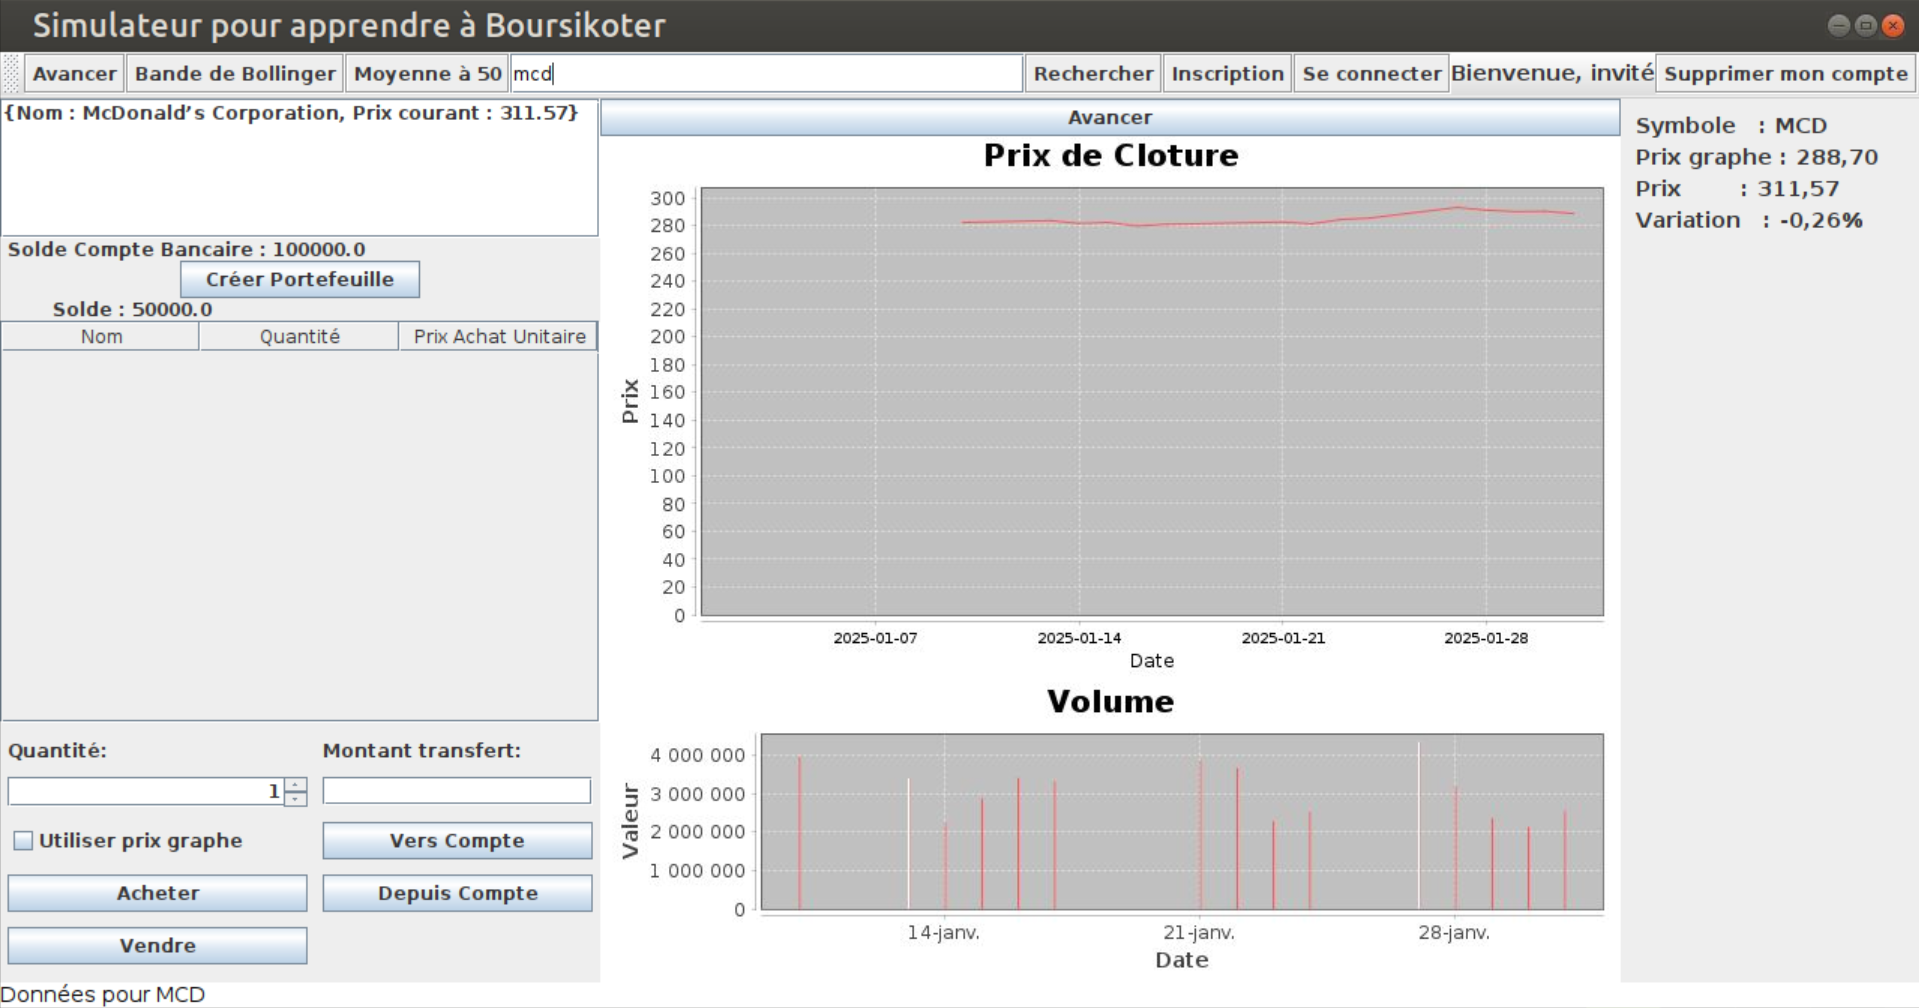 Simulateur pour apprendre à Boursikoter
Avancer Bande de Bollinger Moyenne à 50 mcd Rechercher Inscription Se connecter Bienvenue, invité Supprimer mon compte
{Nom : McDonald’s Corporation, Prix courant : 311.57}
Solde Compte Bancaire : 100000.0
Créer Portefeuille
Solde : 50000.0
Nom Quantité Prix Achat Unitaire
Quantité: Montant transfert:
1
Utiliser prix graphe Vers Compte
Acheter Depuis Compte
Vendre
Avancer
Prix de Cloture
Prix
300
280
260
240
220
200
180
160
140
120
100
80
60
40
20
0
2025-01-07 2025-01-14 2025-01-21 2025-01-28
Date
Volume
Valeur
4 000 000
3 000 000
2 000 000
1 000 000
0
14-janv. 21-janv. 28-janv.
Date
Symbole : MCD
Prix graphe : 288,70
Prix : 311,57
Variation : -0,26%
Données pour MCD